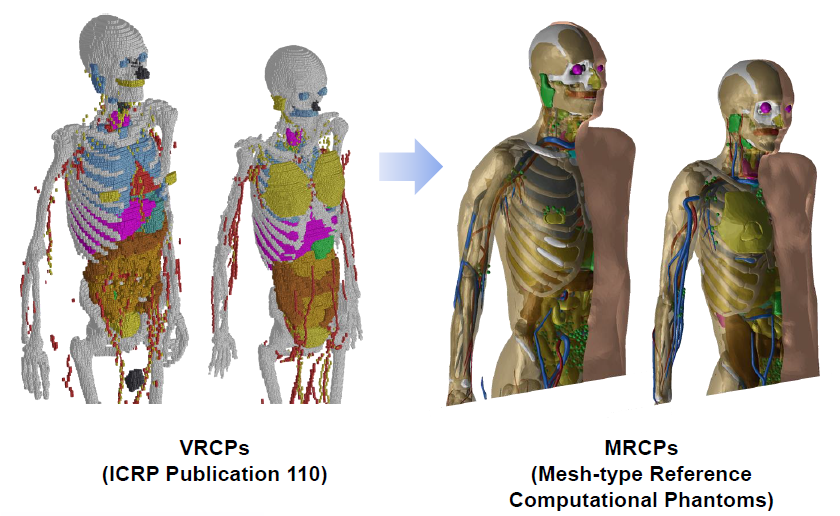 VRCPs
(ICRP Publication 110)
MRCPs
(Mesh-type Reference
Computational Phantoms)